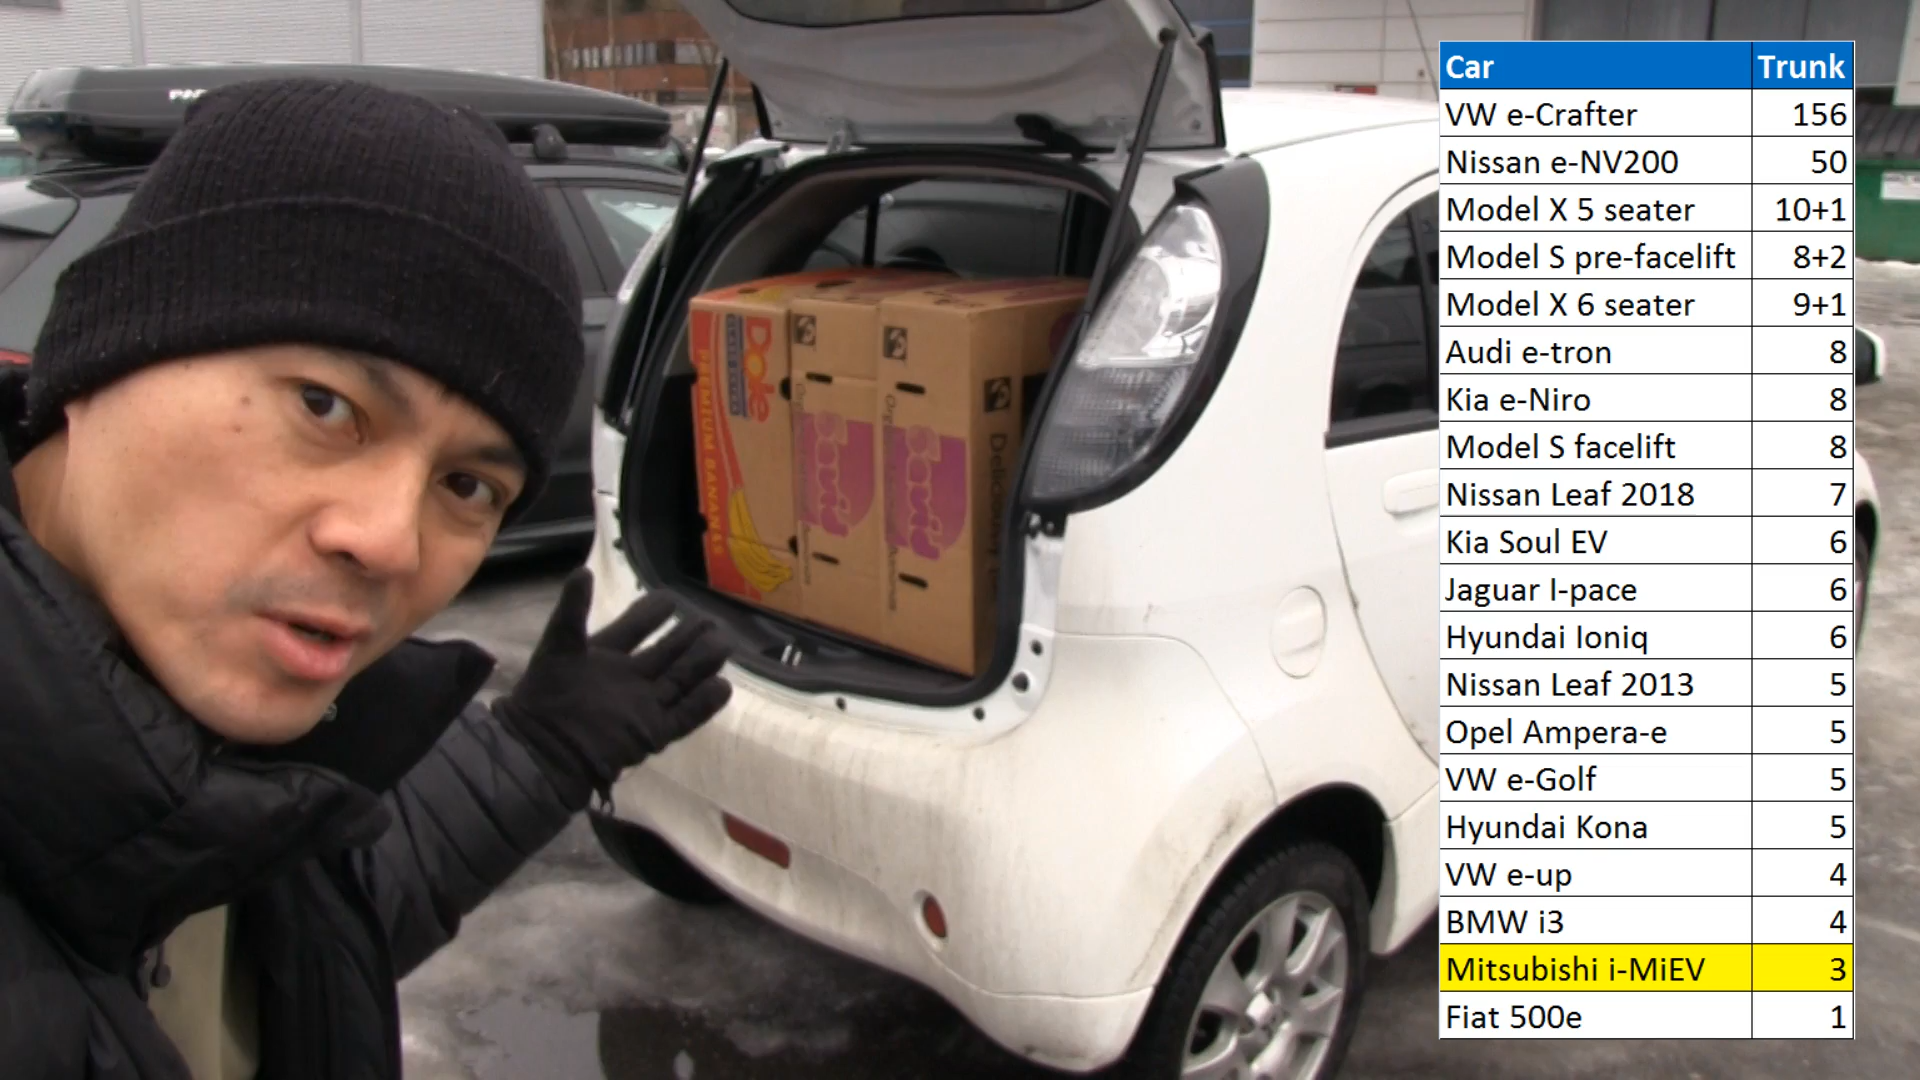 Car Trunk
VW e-Crafter 156
Nissan e-NV200 50
Model X 5 seater 10+1
Model S pre-facelift 8+2
Model X 6 seater 9+1
Audi e-tron 8
Kia e-Niro 8
Model S facelift 8
Nissan Leaf 2018 7
Kia Soul EV 6
Jaguar I-pace 6
Hyundai Ioniq 6
Nissan Leaf 2013 5
Opel Ampera-e 5
VW e-Golf 5
Hyundai Kona 5
VW e-up 4
BMW i3 4
Mitsubishi i-MiEV 3
Fiat 500e 1
Dole
PREMIUM BANANAS